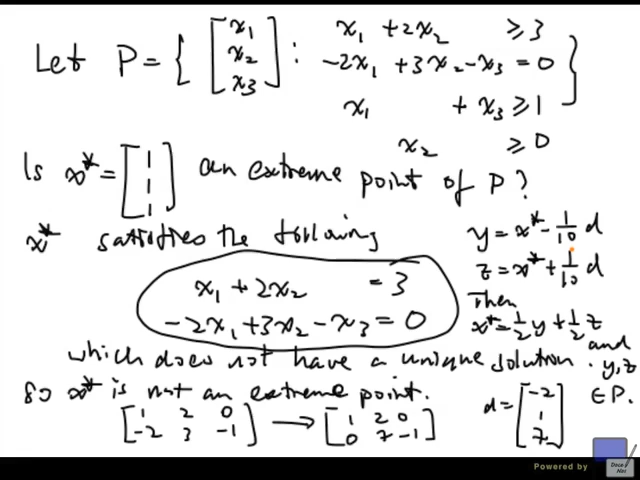 Let P = { [x₁ x₂ x₃] : x₁ + 2x₂ ≥ 3
-2x₁ + 3x₂ - x₃ = 0
x₁ + x₃ ≥ 1
x₂ ≥ 0 }
Is x* = [1 1 1] an extreme point of P?
x* satisfies the following
x₁ + 2x₂ = 3
-2x₁ + 3x₂ - x₃ = 0
y = x* - 1/10 d
z = x* + 1/10 d
Then
x* = 1/2 y + 1/2 z
and
y, z
∈ P.
which does not have a unique solution.
So x* is not an extreme point.
[1 2 0
-2 3 -1] → [1 2 0
0 7 -1]
d = [-2 1 7]
Powered by